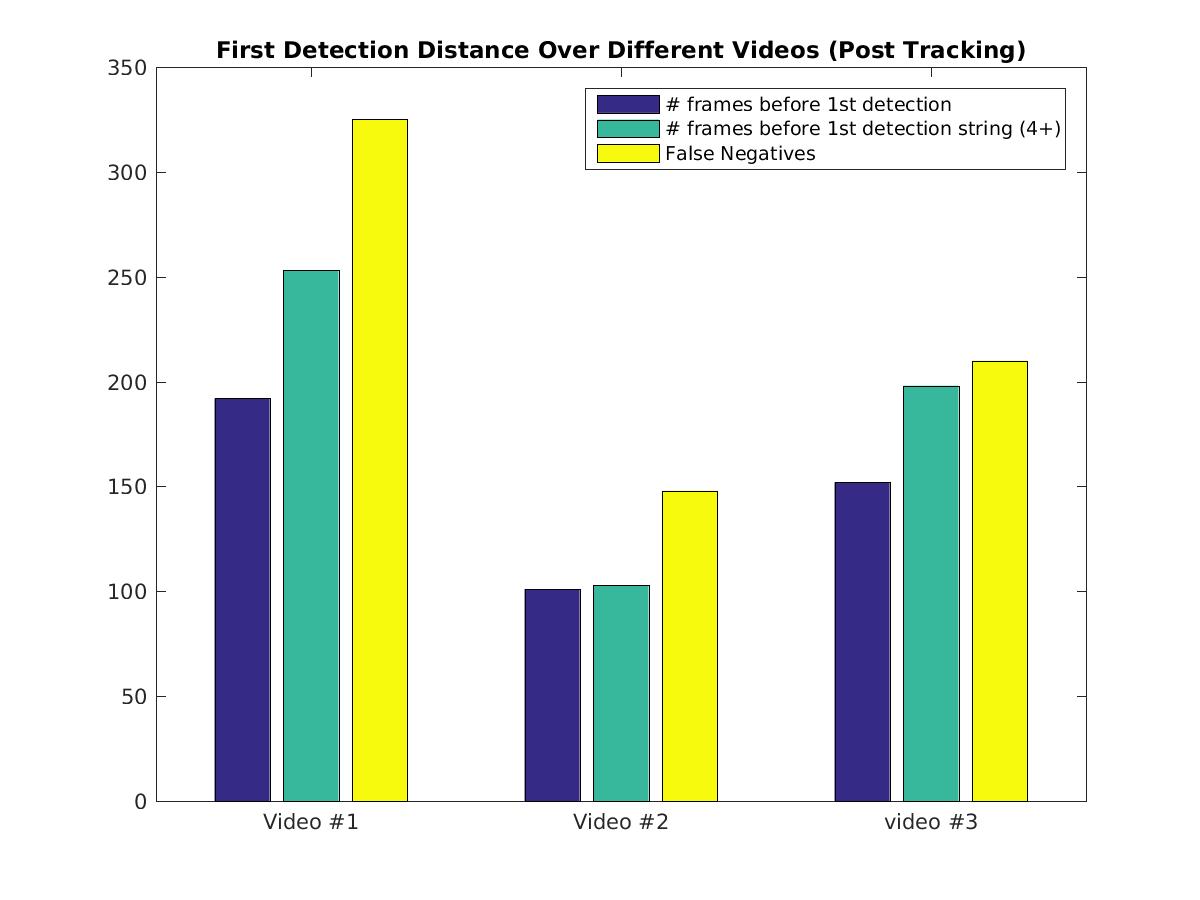 First Detection Distance Over Different Videos (Post Tracking)
350
300
250
200
150
100
50
0
# frames before 1st detection
# frames before 1st detection string (4+)
False Negatives
Video #1
Video #2
video #3